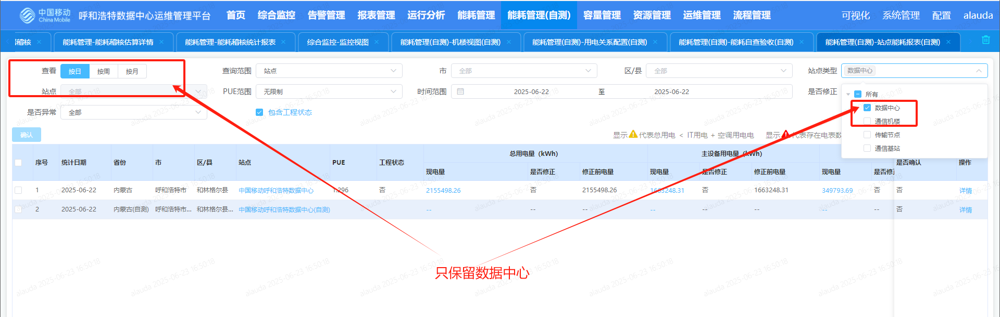 中国移动
China Mobile
呼和浩特数据中心运维管理平台
首页 综合监控 告警管理 报表管理 运行分析 能耗管理 能耗管理(自测) 容量管理 资源管理 运维管理 流程管理
可视化 系统管理 配置 alauda
稽核 × 能耗管理-能耗稽核估算详情 × 能耗管理-能耗稽核统计报表 × 综合监控-监控视图 × 能耗管理(自测)-机楼视图(自测) × 能耗管理(自测)-用电关系配置(自测) × 能耗管理(自测)-能耗自查验收(自测) × 能耗管理(自测)-站点能耗报表(自测) ×
查看 按日 按周 按月 查询范围 站点 市 全部 区/县 全部 站点类型 数据中心
站点 全部 PUE范围 无限制 时间范围 2025-06-22 至 2025-06-22 是否修正
所有
数据中心
通信机楼
传输节点
通信基站
是否异常 全部 包含工程状态
确认
显示 代表总用电 < IT用电 + 空调用电电 显示 代表存在电表数
序号 统计日期 省份 市 区/县 站点 PUE 工程状态 总用电量（kWh） 主设备用电量（kWh） 是否确认 操作
现电量 是否修正 修正前电量 现电量 是否修正 修正前电量 现电量 是否修正
1 2025-06-22 内蒙古 呼和浩特市 和林格尔县 中国移动呼和浩特数据中心 1.296 否 2155498.26 否 2155498.26 1663248.31 否 1663248.31 349793.69 否 否 详情
2 2025-06-22 内蒙古(自测) 呼和浩特市... 和林格尔县... 中国移动呼和浩特数据中心(自测) -- -- -- -- -- -- -- -- 否 详情
只保留数据中心
alauda 2025-06-23 16:50:18